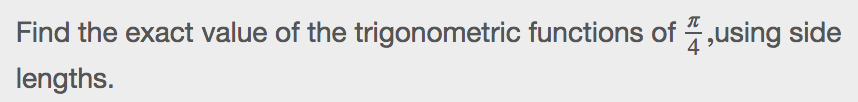 Find the exact value of the trigonometric functions of π/4 ,using side
lengths.